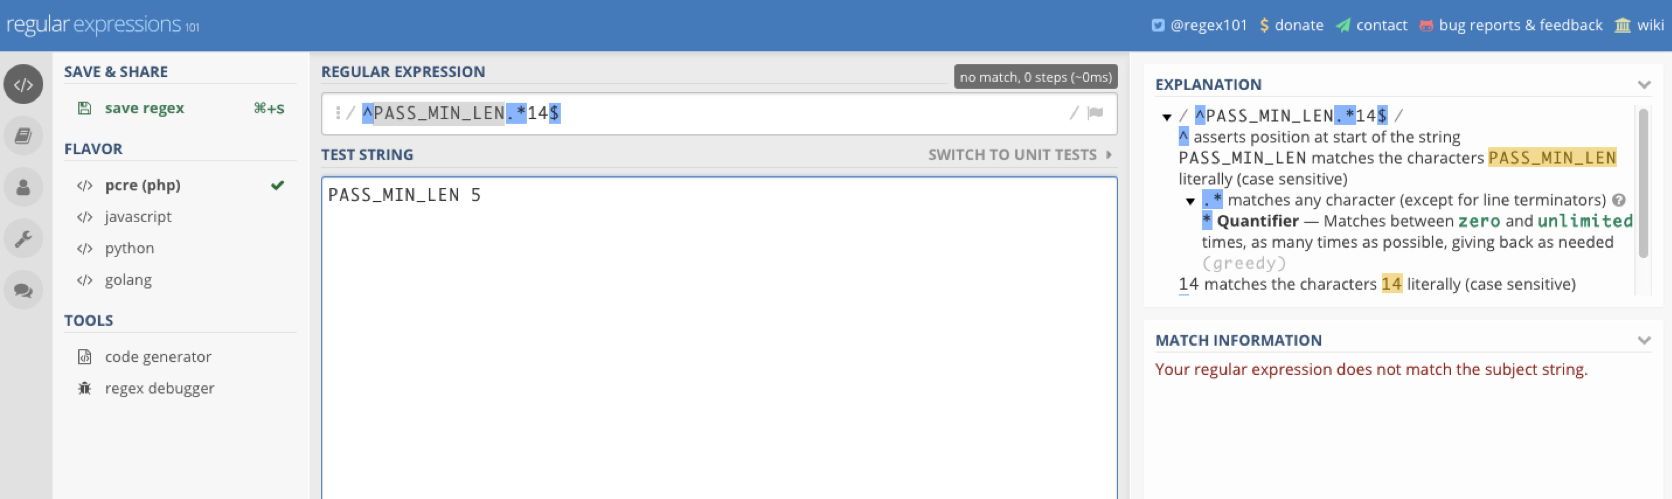 regular expressions 101
@regex101 donate contact bug reports & feedback wiki
SAVE & SHARE
save regex ⌘+s
FLAVOR
pcre (php)
javascript
python
golang
TOOLS
code generator
regex debugger
REGULAR EXPRESSION
no match, 0 steps (~0ms)
/ ^PASS_MIN_LEN.*14$ /
TEST STRING
SWITCH TO UNIT TESTS
PASS_MIN_LEN 5
EXPLANATION
/ ^PASS_MIN_LEN.*14$ /
^ asserts position at start of the string
PASS_MIN_LEN matches the characters PASS_MIN_LEN
literally (case sensitive)
.* matches any character (except for line terminators)
* Quantifier — Matches between zero and unlimited
times, as many times as possible, giving back as needed
(greedy)
14 matches the characters 14 literally (case sensitive)
MATCH INFORMATION
Your regular expression does not match the subject string.